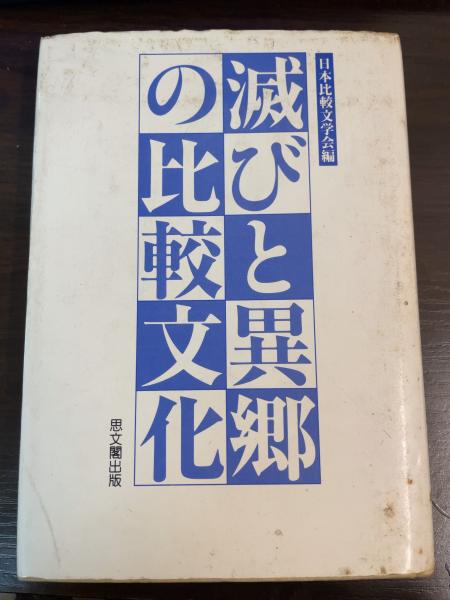 日本比較文学会編
滅びと異郷
の比較文化
思文閣出版